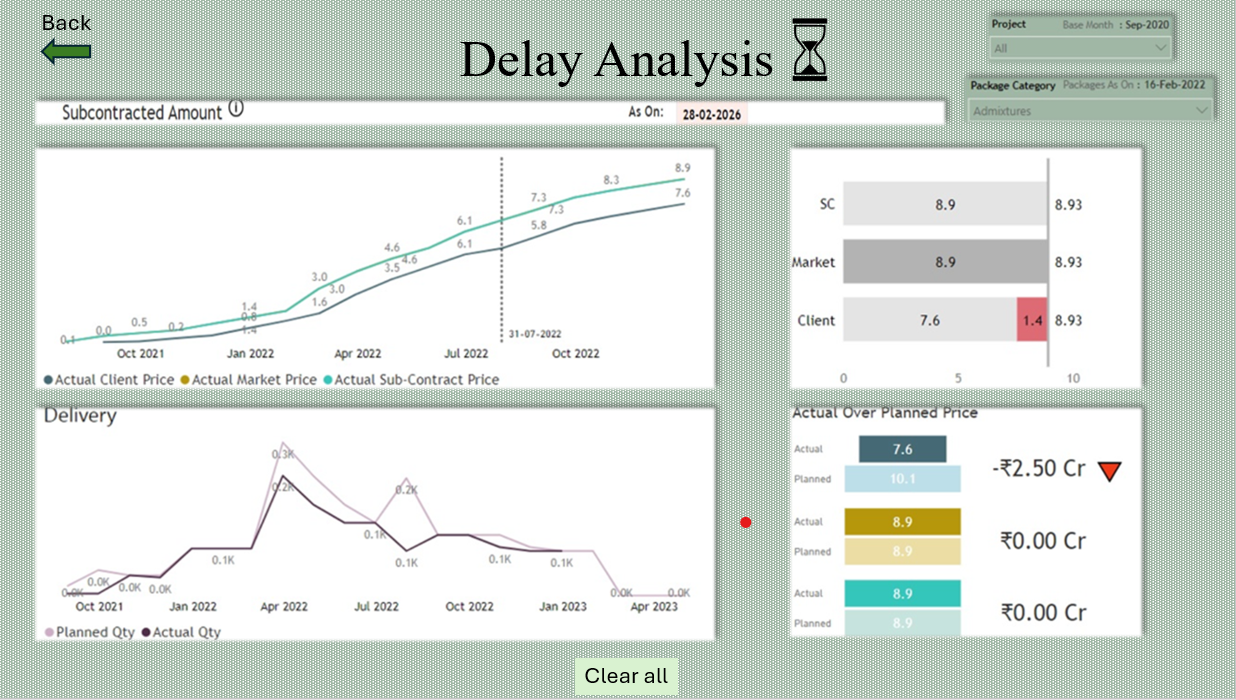 Back
Delay Analysis
Project Base Month : Sep-2020
All
Package Category Packages As On : 16-Feb-2022
Admixtures
Subcontracted Amount
As On: 28-02-2026
8.9
8.3
7.6
7.3
7.3
6.1
5.8
6.1
4.6
4.6
3.5
3.0
3.0
1.6
1.4
0.8
1.4
0.5
0.2
0.0
0.1
31-07-2022
Oct 2021 Jan 2022 Apr 2022 Jul 2022 Oct 2022
Actual Client Price Actual Market Price Actual Sub-Contract Price
SC 8.9 8.93
Market 8.9 8.93
Client 7.6 1.4 8.93
0 5 10
Delivery
0.3K
0.2K
0.2K
0.1K
0.1K
0.1K
0.1K
0.1K
0.0K
0.0K
0.0K
0.0K
0.0K
0.0K
Oct 2021 Jan 2022 Apr 2022 Jul 2022 Oct 2022 Jan 2023 Apr 2023
Planned Qty Actual Qty
Actual Over Planned Price
Actual 7.6
Planned 10.1
-₹2.50 Cr
Actual 8.9
Planned 8.9
₹0.00 Cr
Actual 8.9
Planned 8.9
₹0.00 Cr
Clear all